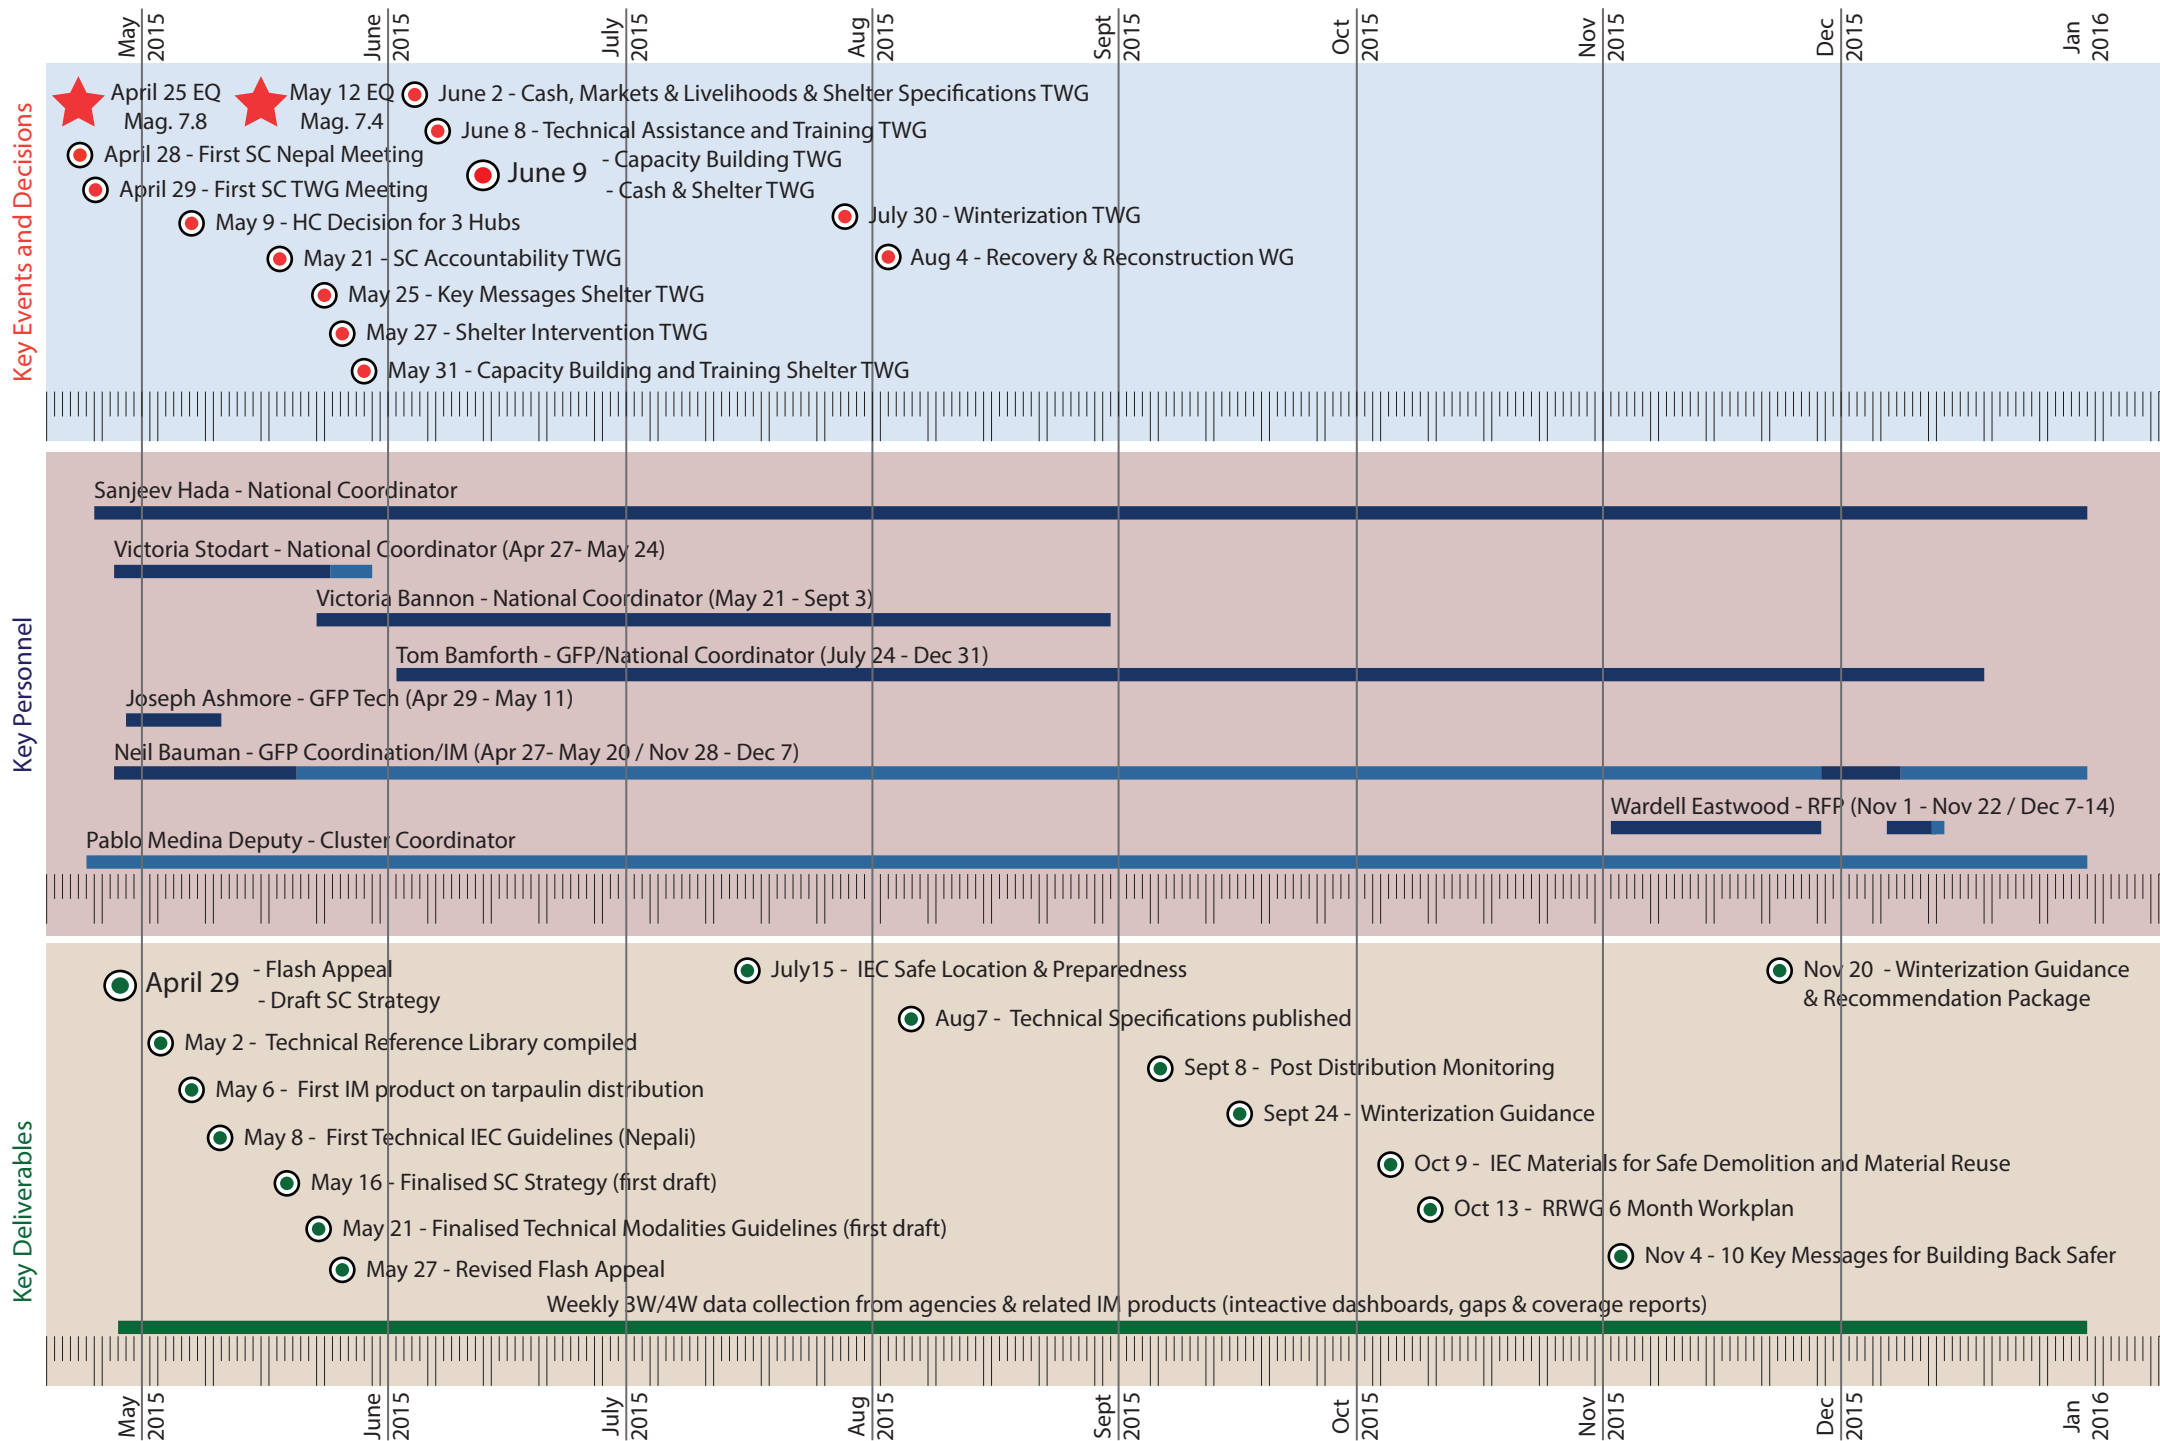 May 2015
June 2015
July 2015
Aug 2015
Sept 2015
Oct 2015
Nov 2015
Dec 2015
Jan 2016
Key Events and Decisions
April 25 EQ
Mag. 7.8
May 12 EQ
Mag. 7.4
June 2 - Cash, Markets & Livelihoods & Shelter Specifications TWG
June 8 - Technical Assistance and Training TWG
April 28 - First SC Nepal Meeting
June 9
- Capacity Building TWG
- Cash & Shelter TWG
April 29 - First SC TWG Meeting
May 9 - HC Decision for 3 Hubs
July 30 - Winterization TWG
May 21 - SC Accountability TWG
Aug 4 - Recovery & Reconstruction WG
May 25 - Key Messages Shelter TWG
May 27 - Shelter Intervention TWG
May 31 - Capacity Building and Training Shelter TWG
Key Personnel
Sanjeev Hada - National Coordinator
Victoria Stodart - National Coordinator (Apr 27- May 24)
Victoria Bannon - National Coordinator (May 21 - Sept 3)
Tom Bamforth - GFP/National Coordinator (July 24 - Dec 31)
Joseph Ashmore - GFP Tech (Apr 29 - May 11)
Neil Bauman - GFP Coordination/IM (Apr 27- May 20 / Nov 28 - Dec 7)
Wardell Eastwood - RFP (Nov 1 - Nov 22 / Dec 7-14)
Pablo Medina Deputy - Cluster Coordinator
Key Deliverables
April 29
- Flash Appeal
- Draft SC Strategy
July15 - IEC Safe Location & Preparedness
Nov 20 - Winterization Guidance
& Recommendation Package
Aug7 - Technical Specifications published
May 2 - Technical Reference Library compiled
Sept 8 - Post Distribution Monitoring
May 6 - First IM product on tarpaulin distribution
Sept 24 - Winterization Guidance
May 8 - First Technical IEC Guidelines (Nepali)
Oct 9 - IEC Materials for Safe Demolition and Material Reuse
May 16 - Finalised SC Strategy (first draft)
Oct 13 - RRWG 6 Month Workplan
May 21 - Finalised Technical Modalities Guidelines (first draft)
Nov 4 - 10 Key Messages for Building Back Safer
May 27 - Revised Flash Appeal
Weekly 3W/4W data collection from agencies & related IM products (inteactive dashboards, gaps & coverage reports)
May 2015
June 2015
July 2015
Aug 2015
Sept 2015
Oct 2015
Nov 2015
Dec 2015
Jan 2016